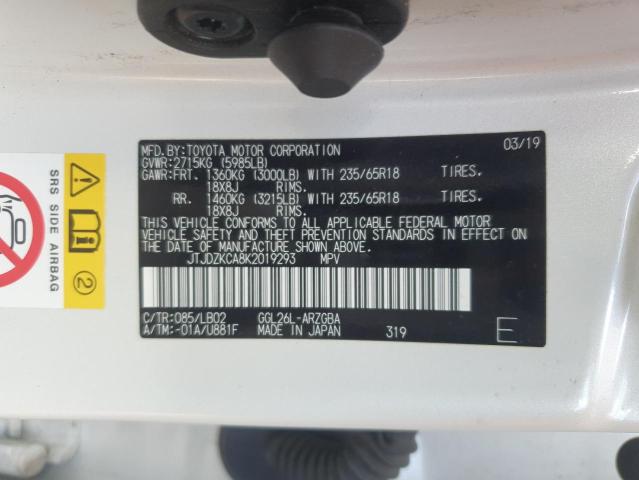 MFD.BY:TOYOTA MOTOR CORPORATION 03/19
GVWR:2715KG (5985LB)
GAWR:FRT. 1360KG (3000LB) WITH 235/65R18 TIRES.
18X8J RIMS.
RR. 1460KG (3215LB) WITH 235/65R18 TIRES.
18X8J RIMS.
THIS VEHICLE CONFORMS TO ALL APPLICABLE FEDERAL MOTOR
VEHICLE SAFETY AND THEFT PREVENTION STANDARDS IN EFFECT
ON THE DATE OF MANUFACTURE SHOWN ABOVE.
JTJDZKCA8K2019293 MPV
C/TR:085/LB02 GGL26L-ARZGBA
A/TM:-01A/U881F MADE IN JAPAN 319
E
SRS SIDE AIRBAG
2